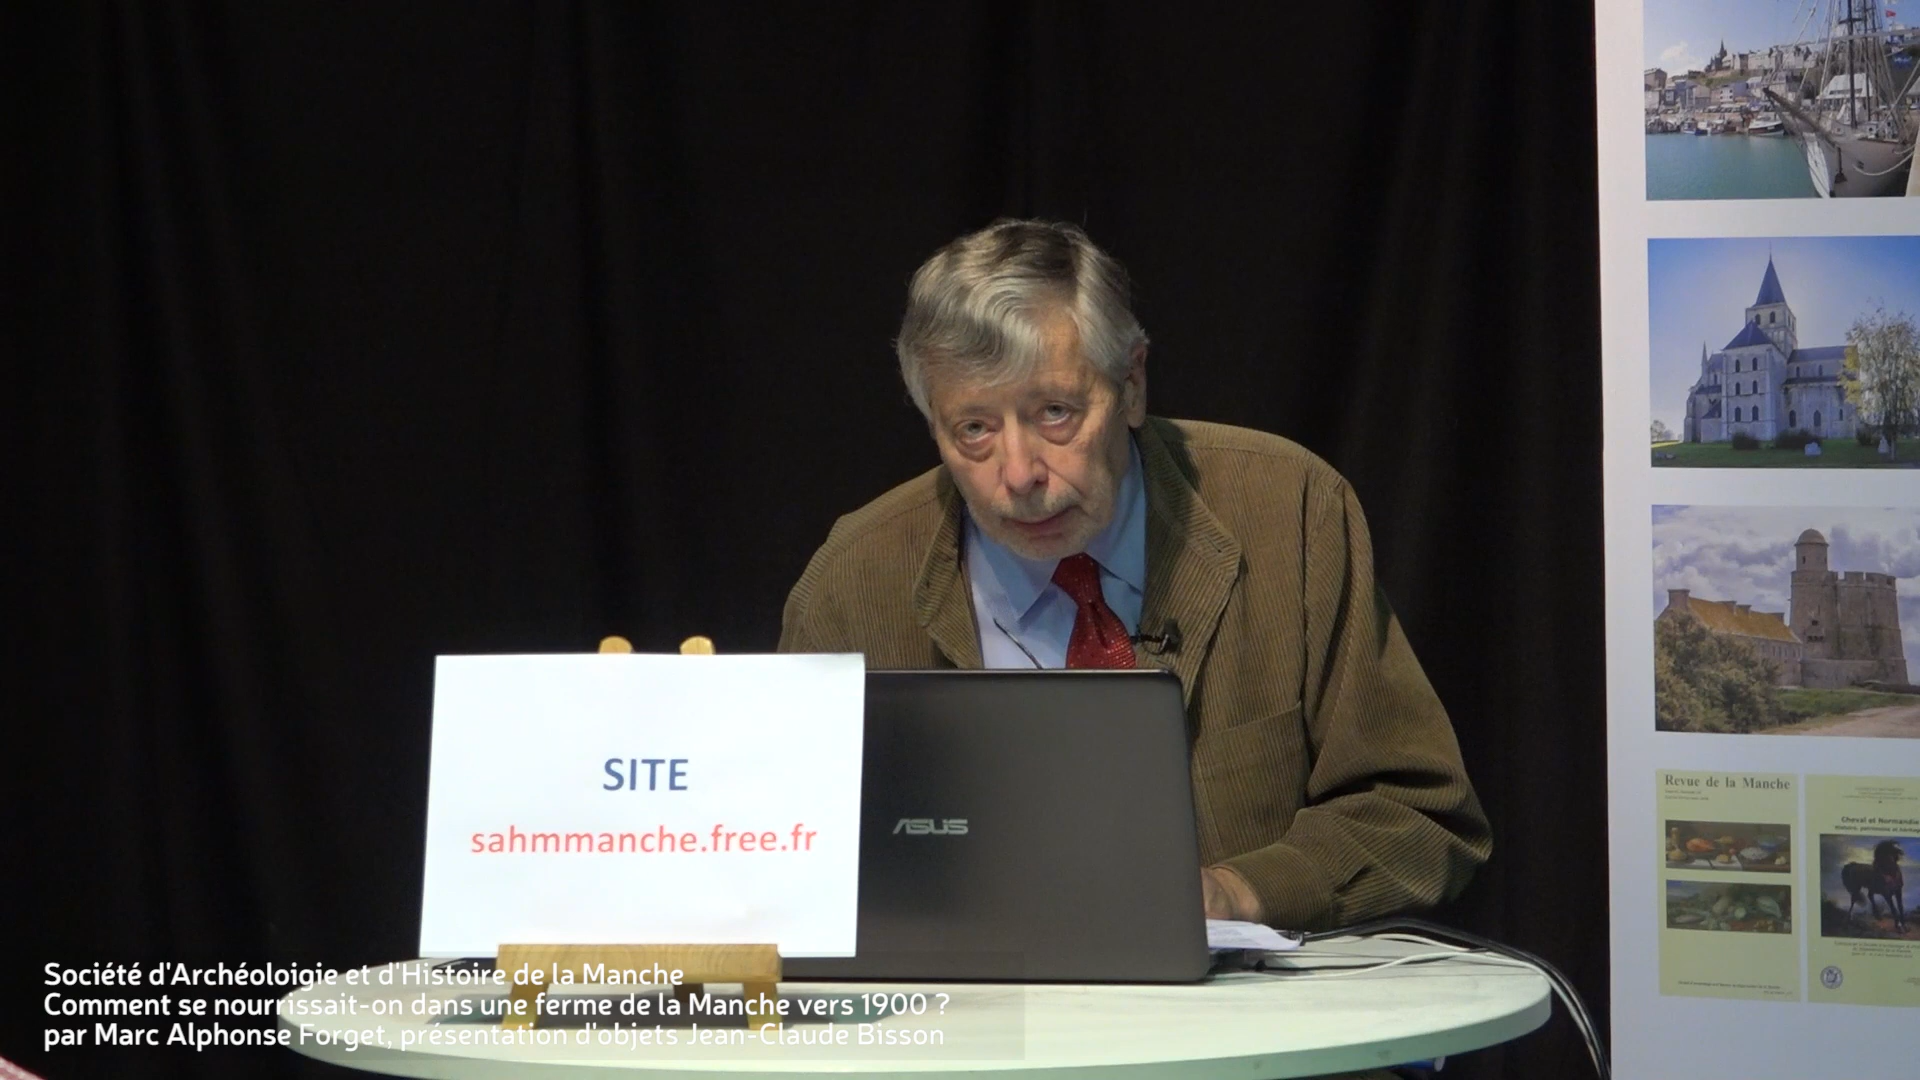 SITE
sahmmanche.free.fr
ASUS
Revue de la Manche
Cheval et Normandie
Société d'Archéoloigie et d'Histoire de la Manche
Comment se nourrissait-on dans une ferme de la Manche vers 1900 ?
par Marc Alphonse Forget, présentation d'objets Jean-Claude Bisson